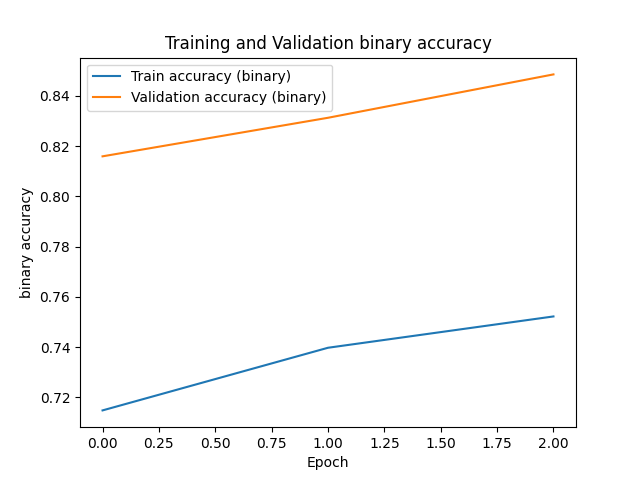 Training and Validation binary accuracy
Train accuracy (binary)
Validation accuracy (binary)
binary accuracy
0.84
0.82
0.80
0.78
0.76
0.74
0.72
0.00 0.25 0.50 0.75 1.00 1.25 1.50 1.75 2.00
Epoch